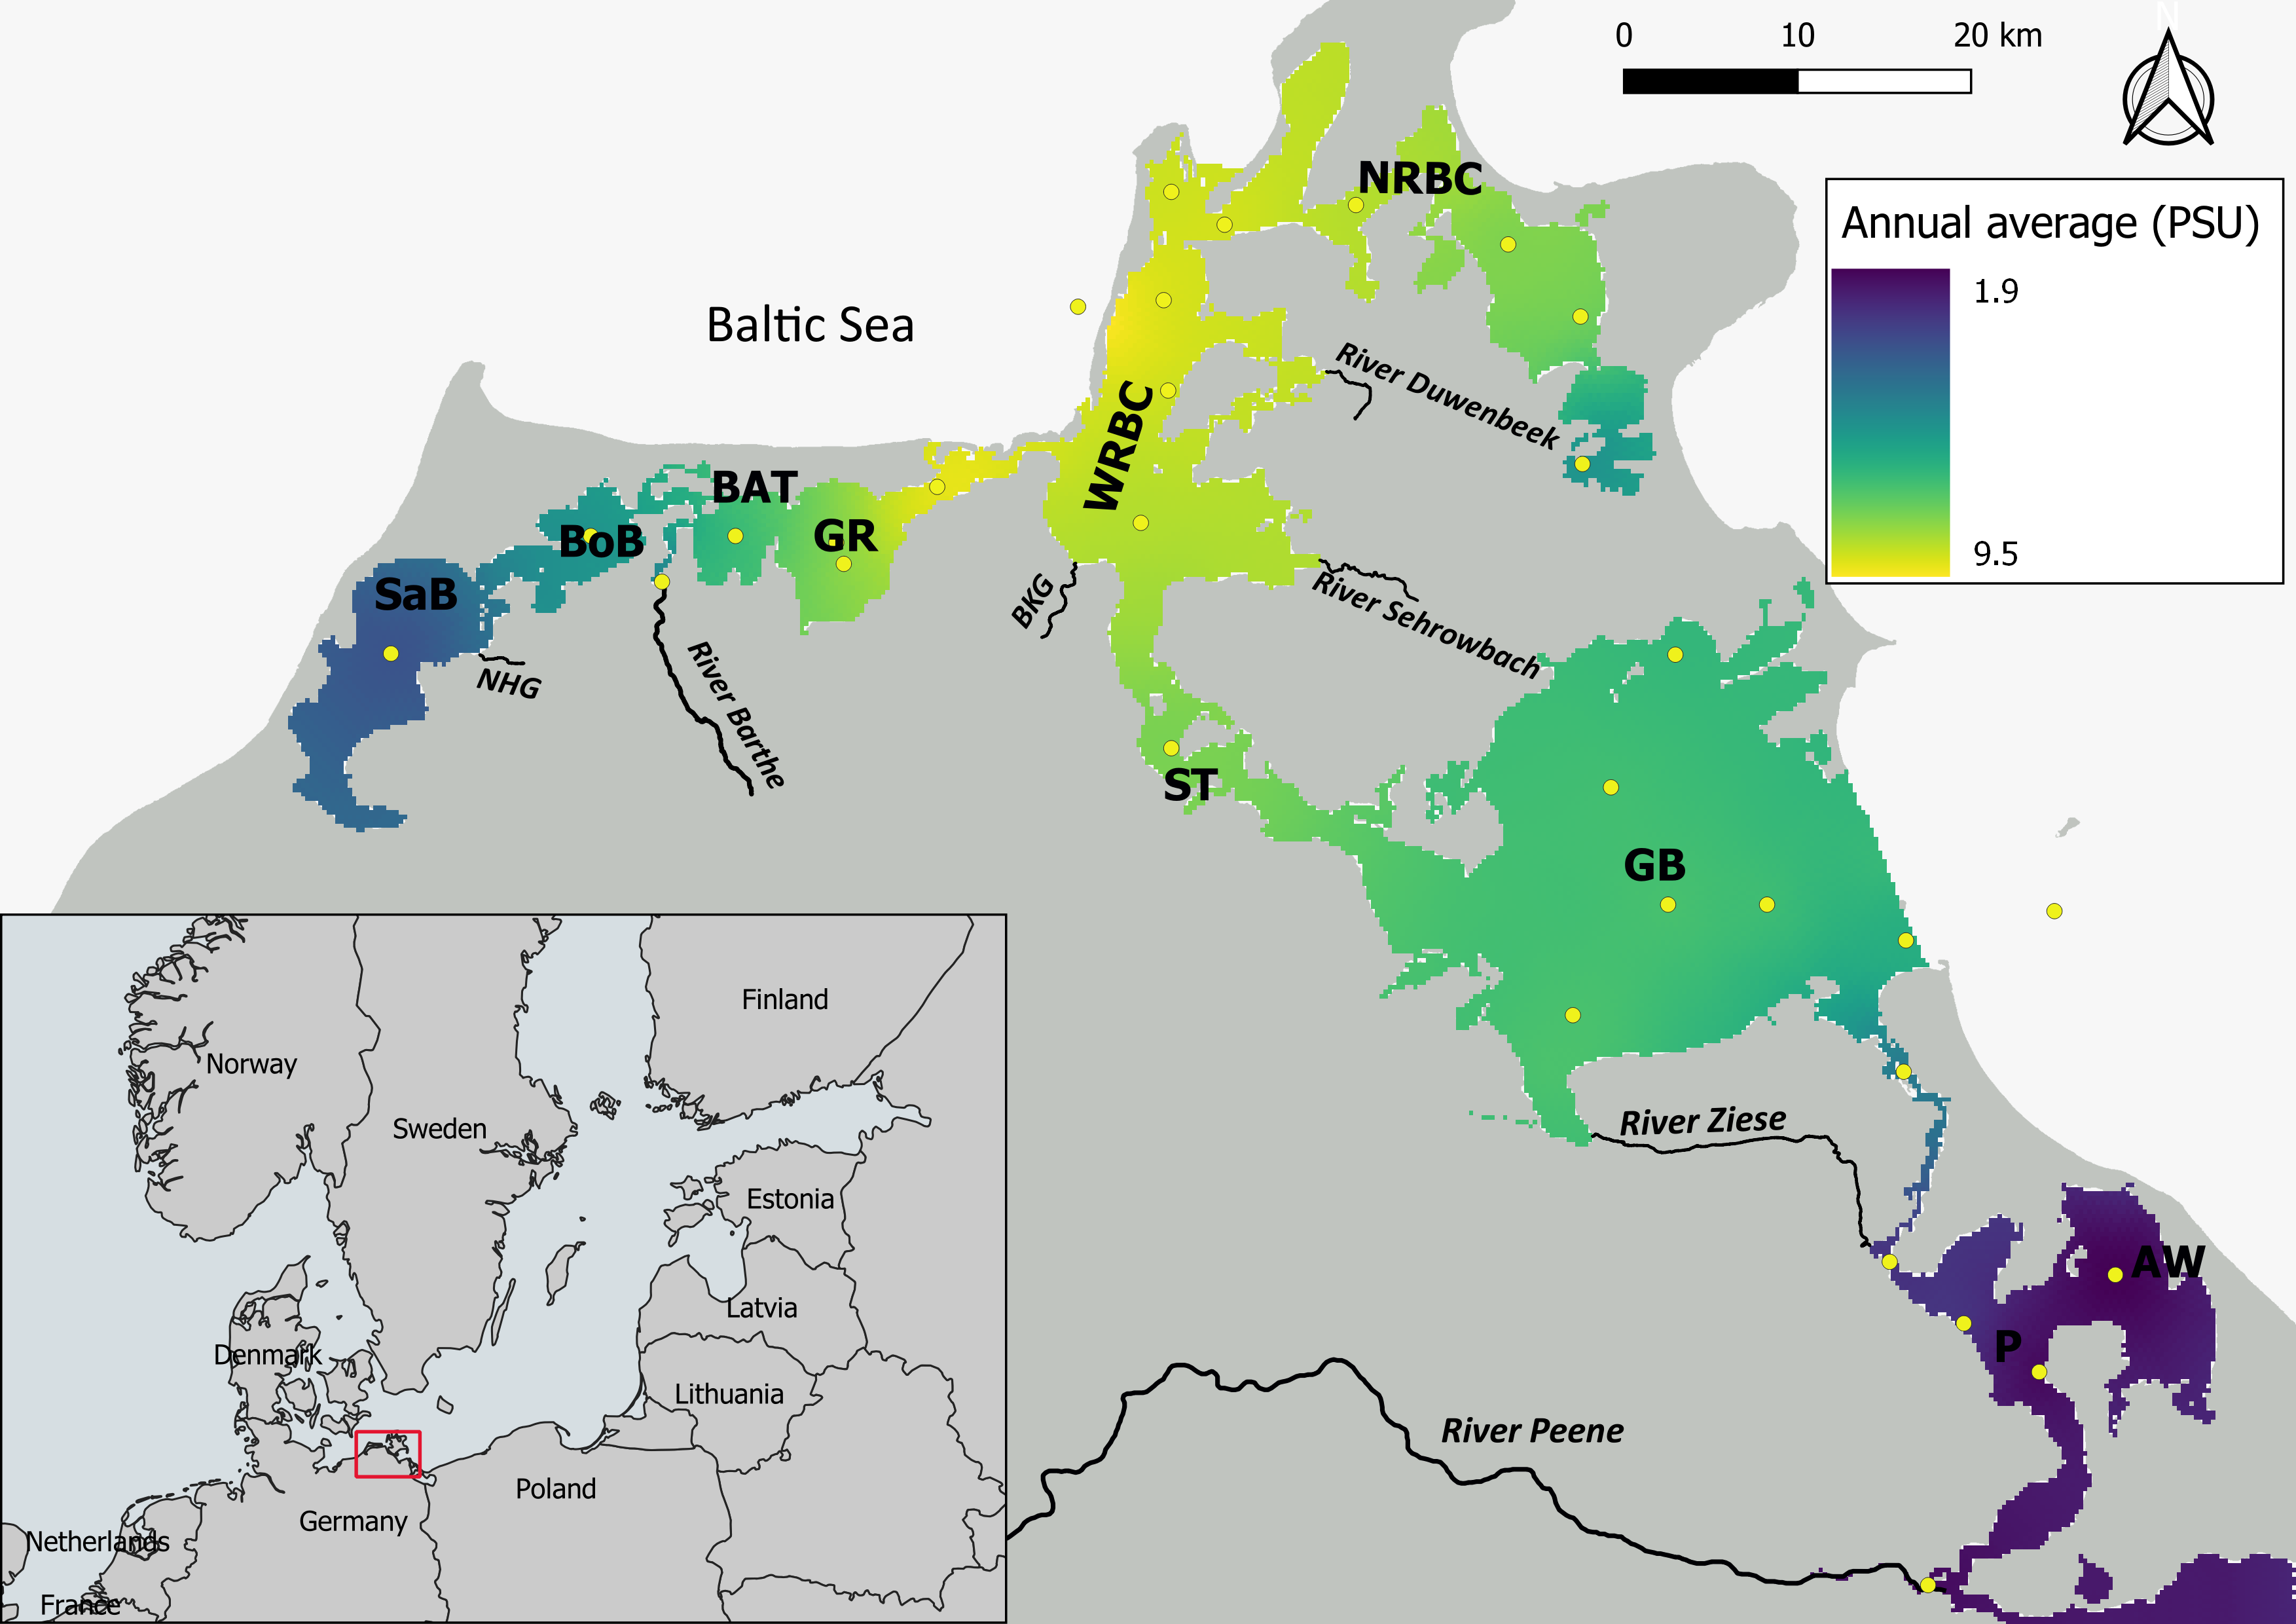 N
0 10 20 km
Annual average (PSU)
1.9
9.5
NRBC
Baltic Sea
River Duwenbeek
WRBC
BAT
GR
BoB
SaB
BKG
River Sehrowbach
NHG
River Barthe
ST
GB
River Ziese
AW
P
River Peene
Finland
Norway
Sweden
Estonia
Latvia
Denmark
Lithuania
Poland
Germany
Netherlands
France